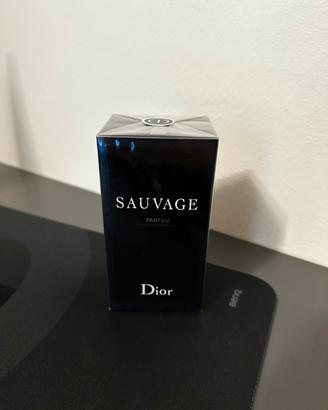 SAUVAGE
PARFUM
Dior
BenQ